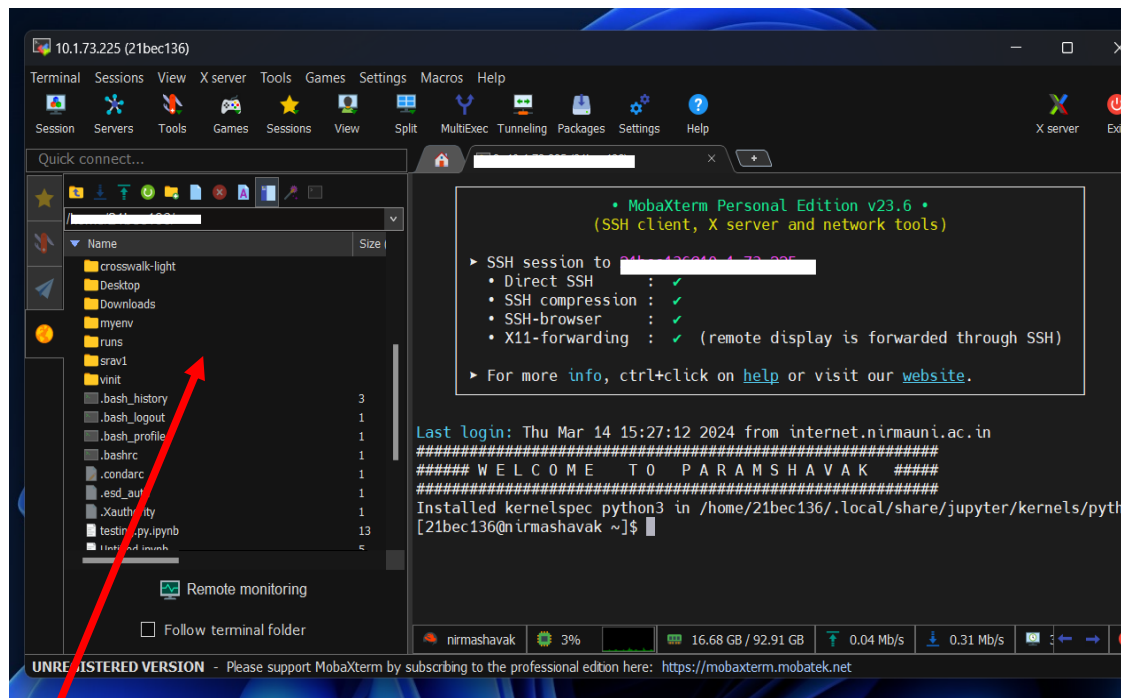 10.1.73.225 (21bec136)
Terminal Sessions View X server Tools Games Settings Macros Help
Session Servers Tools Games Sessions View Split MultiExec Tunneling Packages Settings Help X server
Quick connect...
Name Size
crosswalk-light
Desktop
Downloads
myenv
runs
srav1
vinit
.bash_history 3
.bash_logout 1
.bash_profile 1
.bashrc 1
.condarc 1
.esd_auth 1
.Xauthority 1
13
Remote monitoring
Follow terminal folder
• MobaXterm Personal Edition v23.6 •
(SSH client, X server and network tools)
➤ SSH session to
• Direct SSH : ✔
• SSH compression : ✔
• SSH-browser : ✔
• X11-forwarding : ✔ (remote display is forwarded through SSH)
➤ For more info, ctrl+click on help or visit our website.
Last login: Thu Mar 14 15:27:12 2024 from internet.nirmauni.ac.in
###########################################################
###### W E L C O M E T O P A R A M S H A V A K #####
###########################################################
Installed kernelspec python3 in /home/21bec136/.local/share/jupyter/kernels/pyth
[21bec136@nirmashavak ~]$
nirmashavak 3% 16.68 GB / 92.91 GB 0.04 Mb/s 0.31 Mb/s
UNREGISTERED VERSION - Please support MobaXterm by subscribing to the professional edition here: https://mobaxterm.mobatek.net